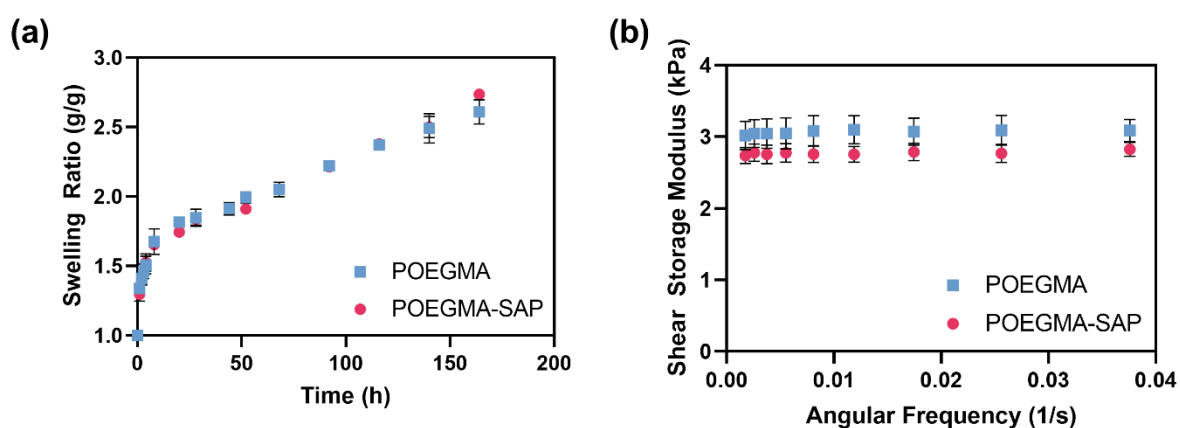 (a)
Swelling Ratio (g/g)
3.0
2.5
2.0
1.5
1.0
0
50
100
150
200
Time (h)
POEGMA
POEGMA-SAP
(b)
Shear Storage Modulus (kPa)
4
3
2
1
0
0.00
0.01
0.02
0.03
0.04
Angular Frequency (1/s)
POEGMA
POEGMA-SAP